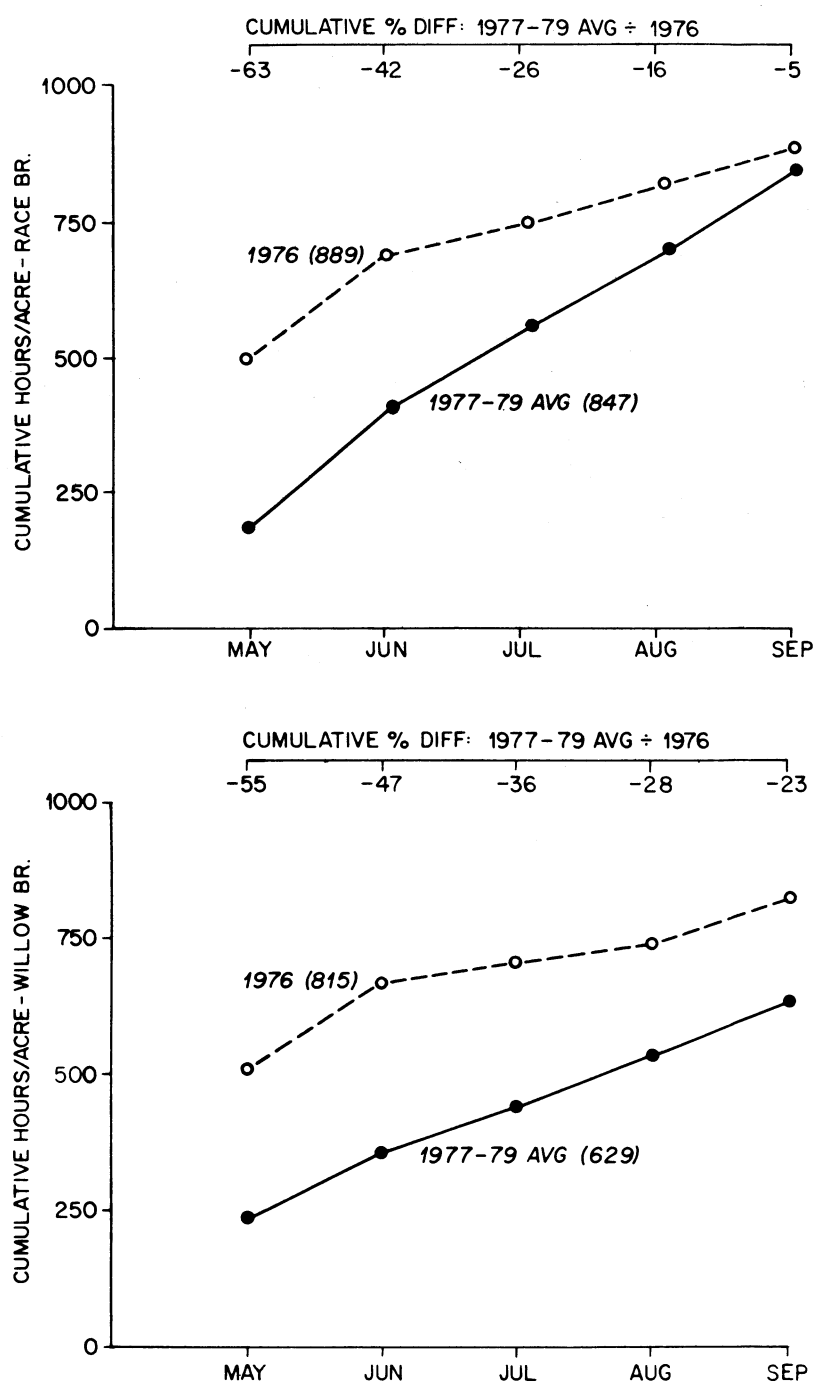 CUMULATIVE % DIFF: 1977-79 AVG ÷ 1976
-63 -42 -26 -16 -5
1000
750
500
250
0
CUMULATIVE HOURS/ACRE - RACE BR.
1976 (889)
1977-79 AVG (847)
MAY JUN JUL AUG SEP
CUMULATIVE % DIFF: 1977-79 AVG ÷ 1976
-55 -47 -36 -28 -23
1000
750
500
250
0
CUMULATIVE HOURS/ACRE - WILLOW BR.
1976 (815)
1977-79 AVG (629)
MAY JUN JUL AUG SEP